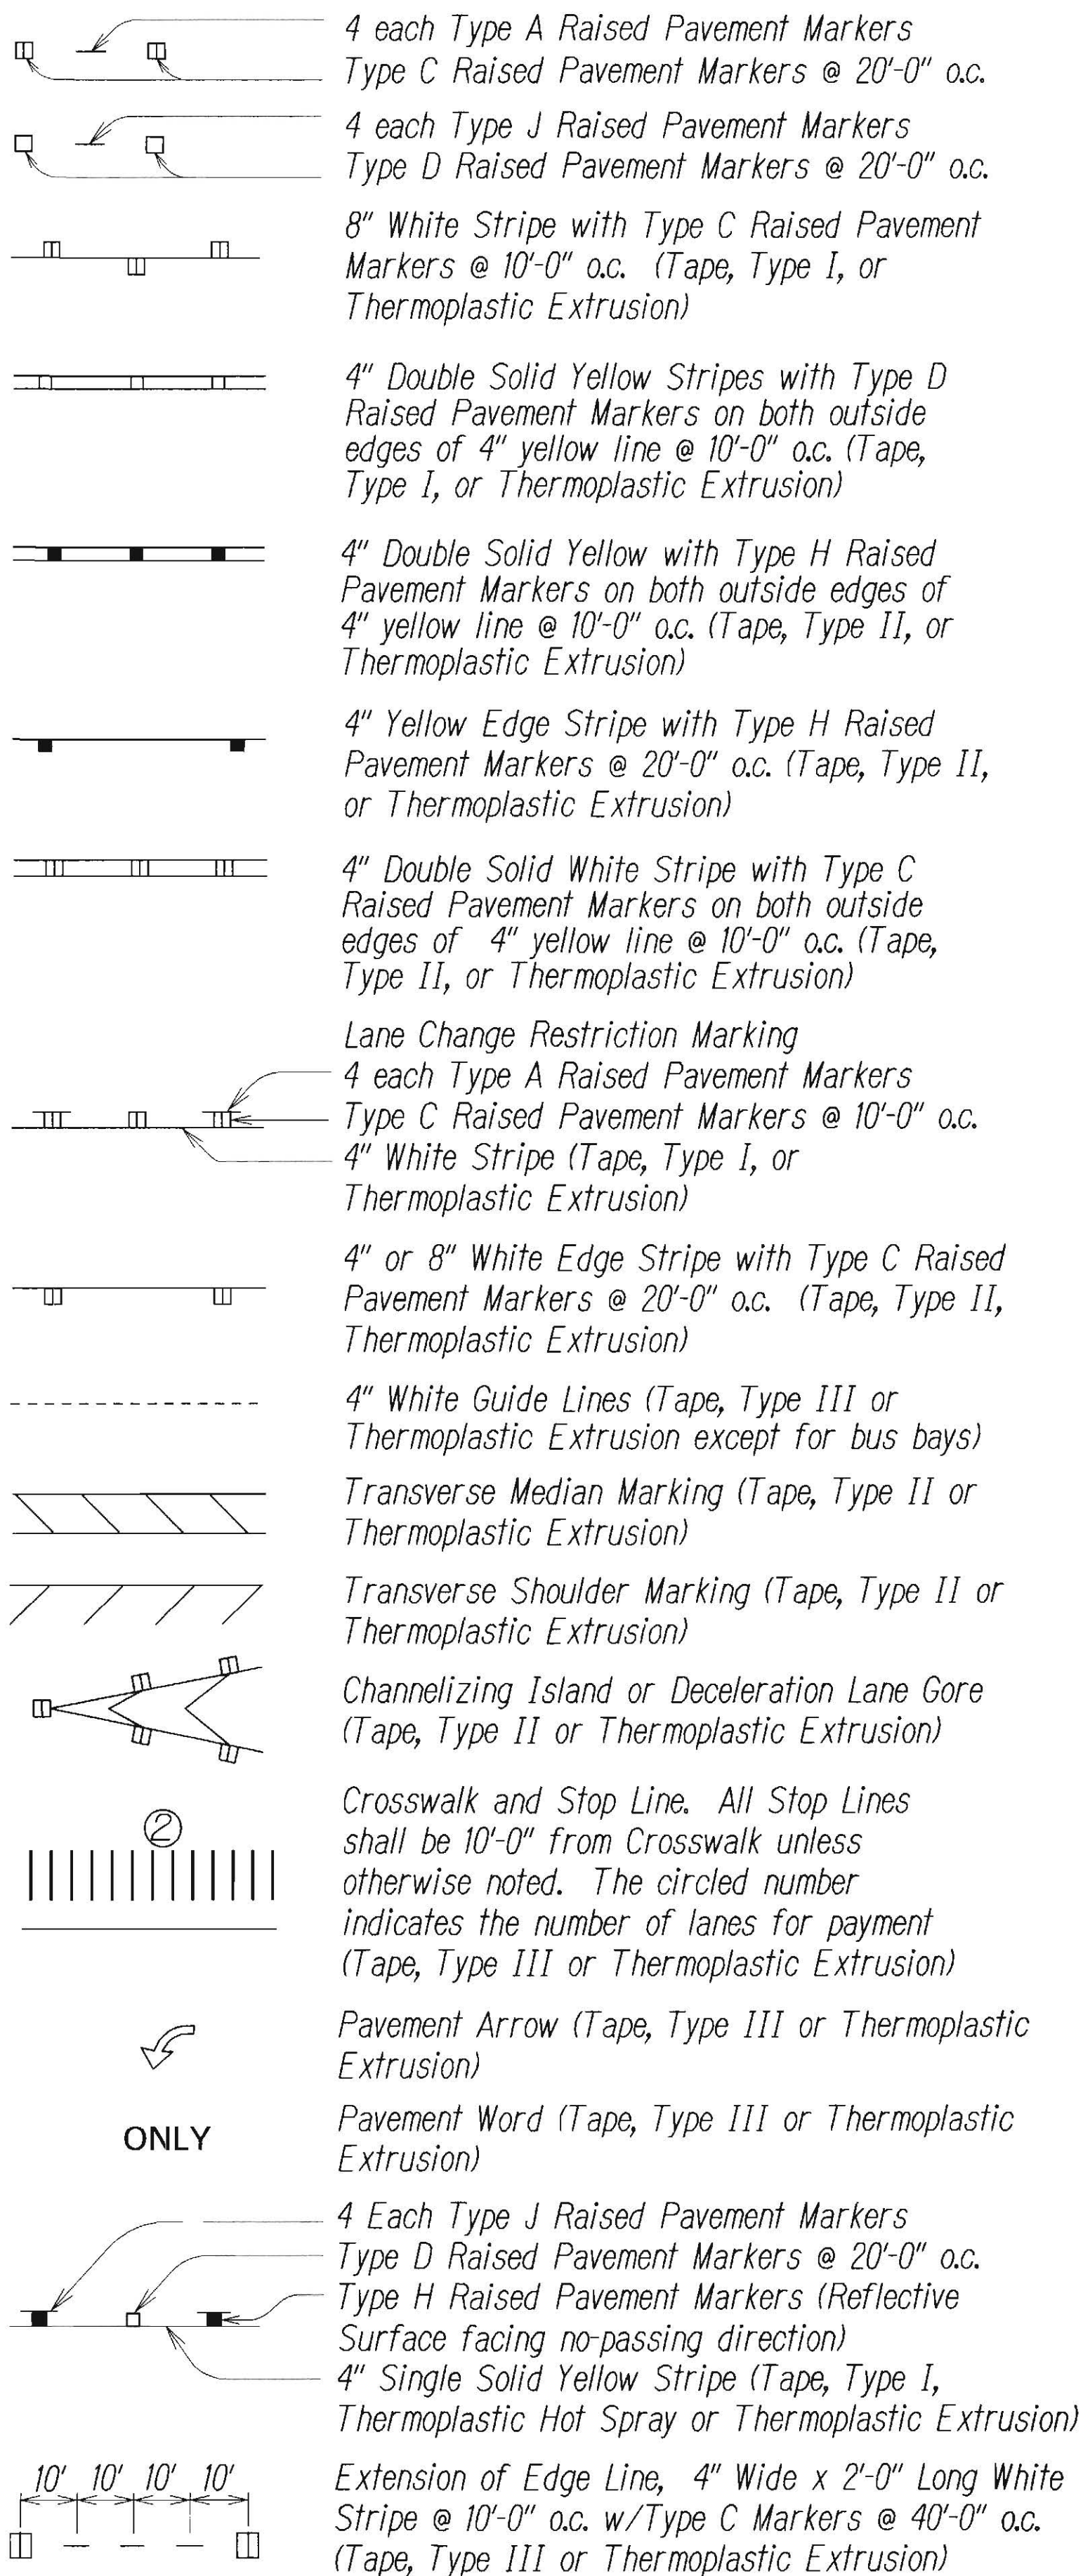 4 each Type A Raised Pavement Markers
Type C Raised Pavement Markers @ 20'-0" o.c.
4 each Type J Raised Pavement Markers
Type D Raised Pavement Markers @ 20'-0" o.c.
8" White Stripe with Type C Raised Pavement
Markers @ 10'-0" o.c. (Tape, Type I, or
Thermoplastic Extrusion)
4" Double Solid Yellow Stripes with Type D
Raised Pavement Markers on both outside
edges of 4" yellow line @ 10'-0" o.c. (Tape,
Type I, or Thermoplastic Extrusion)
4" Double Solid Yellow with Type H Raised
Pavement Markers on both outside edges of
4" yellow line @ 10'-0" o.c. (Tape, Type II, or
Thermoplastic Extrusion)
4" Yellow Edge Stripe with Type H Raised
Pavement Markers @ 20'-0" o.c. (Tape, Type II,
or Thermoplastic Extrusion)
4" Double Solid White Stripe with Type C
Raised Pavement Markers on both outside
edges of 4" yellow line @ 10'-0" o.c. (Tape,
Type II, or Thermoplastic Extrusion)
Lane Change Restriction Marking
4 each Type A Raised Pavement Markers
Type C Raised Pavement Markers @ 10'-0" o.c.
4" White Stripe (Tape, Type I, or
Thermoplastic Extrusion)
4" or 8" White Edge Stripe with Type C Raised
Pavement Markers @ 20'-0" o.c. (Tape, Type II,
Thermoplastic Extrusion)
4" White Guide Lines (Tape, Type III or
Thermoplastic Extrusion except for bus bays)
Transverse Median Marking (Tape, Type II or
Thermoplastic Extrusion)
Transverse Shoulder Marking (Tape, Type II or
Thermoplastic Extrusion)
Channelizing Island or Deceleration Lane Gore
(Tape, Type II or Thermoplastic Extrusion)
2
Crosswalk and Stop Line. All Stop Lines
shall be 10'-0" from Crosswalk unless
otherwise noted. The circled number
indicates the number of lanes for payment
(Tape, Type III or Thermoplastic Extrusion)
Pavement Arrow (Tape, Type III or Thermoplastic
Extrusion)
ONLY
Pavement Word (Tape, Type III or Thermoplastic
Extrusion)
4 Each Type J Raised Pavement Markers
Type D Raised Pavement Markers @ 20'-0" o.c.
Type H Raised Pavement Markers (Reflective
Surface facing no-passing direction)
4" Single Solid Yellow Stripe (Tape, Type I,
Thermoplastic Hot Spray or Thermoplastic Extrusion)
10' 10' 10' 10'
Extension of Edge Line, 4" Wide x 2'-0" Long White
Stripe @ 10'-0" o.c. w/Type C Markers @ 40'-0" o.c.
(Tape, Type III or Thermoplastic Extrusion)